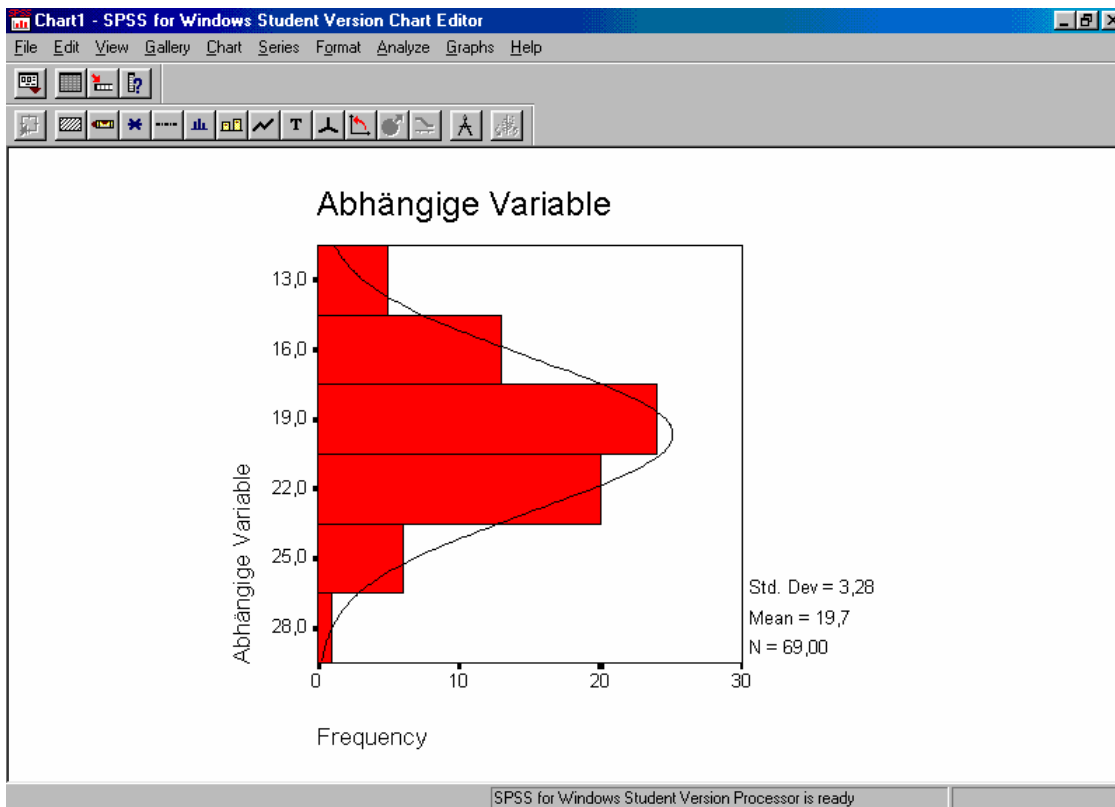 Chart1 - SPSS for Windows Student Version Chart Editor
File Edit View Gallery Chart Series Format Analyze Graphs Help
Abhängige Variable
13,0
16,0
19,0
22,0
25,0
28,0
Abhängige Variable
0 10 20 30
Frequency
Std. Dev = 3,28
Mean = 19,7
N = 69,00
SPSS for Windows Student Version Processor is ready